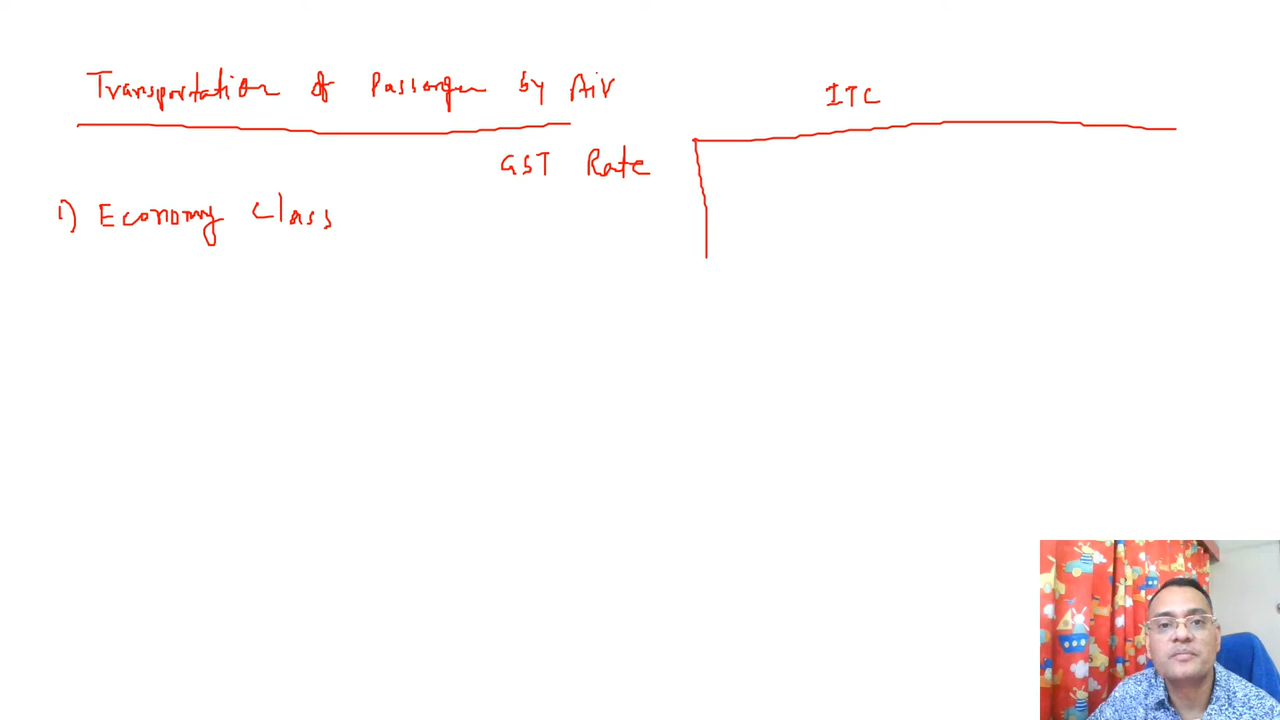 Transportation of Passenger by Air
ITC
GST Rate
1) Economy Class